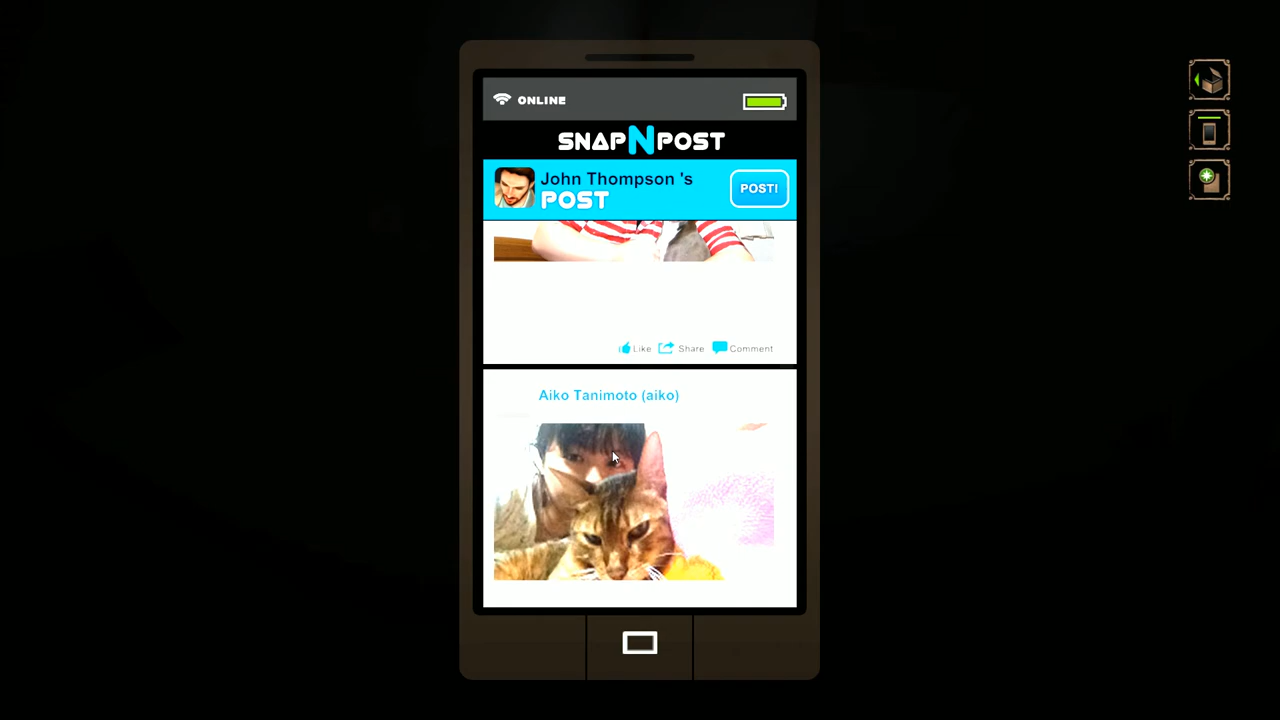 ONLINE
SNAPNPOST
John Thompson 's
POST
POST!
Like Share Comment
Aiko Tanimoto (aiko)